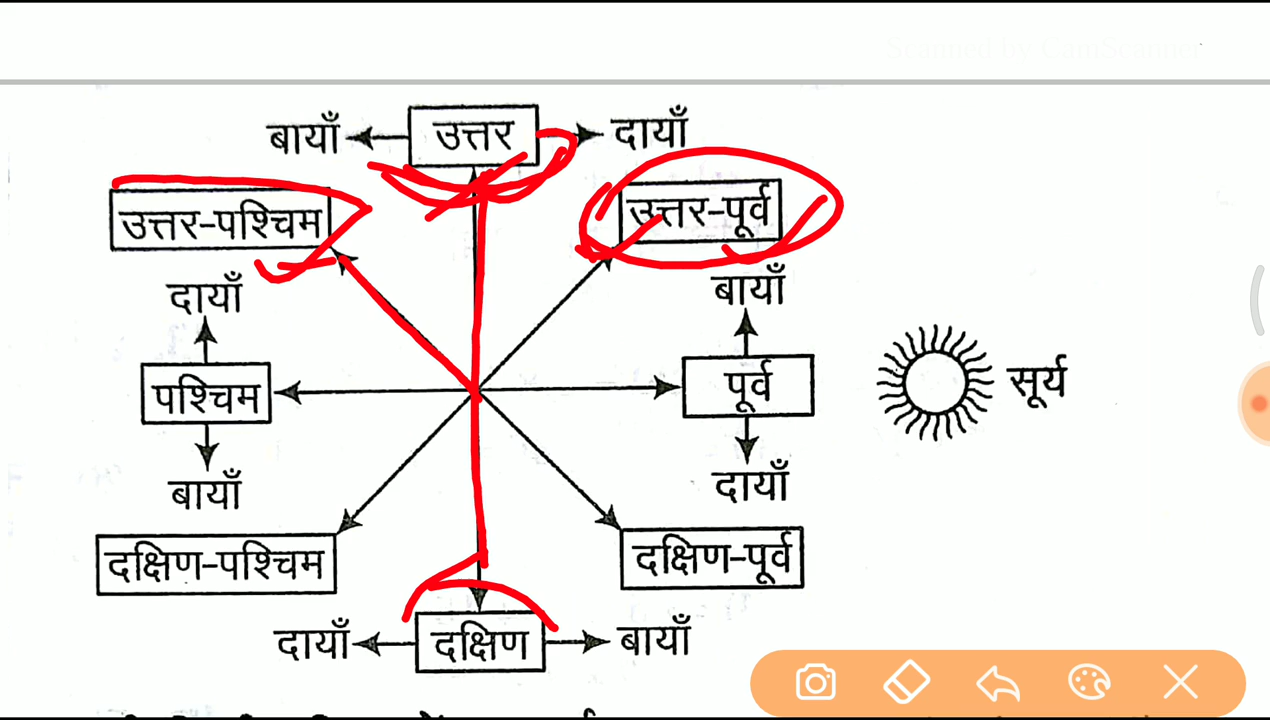 बायाँ उत्तर दायाँ
उत्तर-पश्चिम उत्तर-पूर्व
दायाँ बायाँ
पश्चिम पूर्व सूर्य
बायाँ दायाँ
दक्षिण-पश्चिम दक्षिण-पूर्व
दायाँ दक्षिण बायाँ